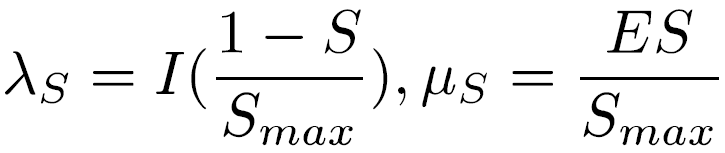 λ_S = I(\frac{1 − S}{S_{max}}), μ_S = \frac{ES}{S_{max}}